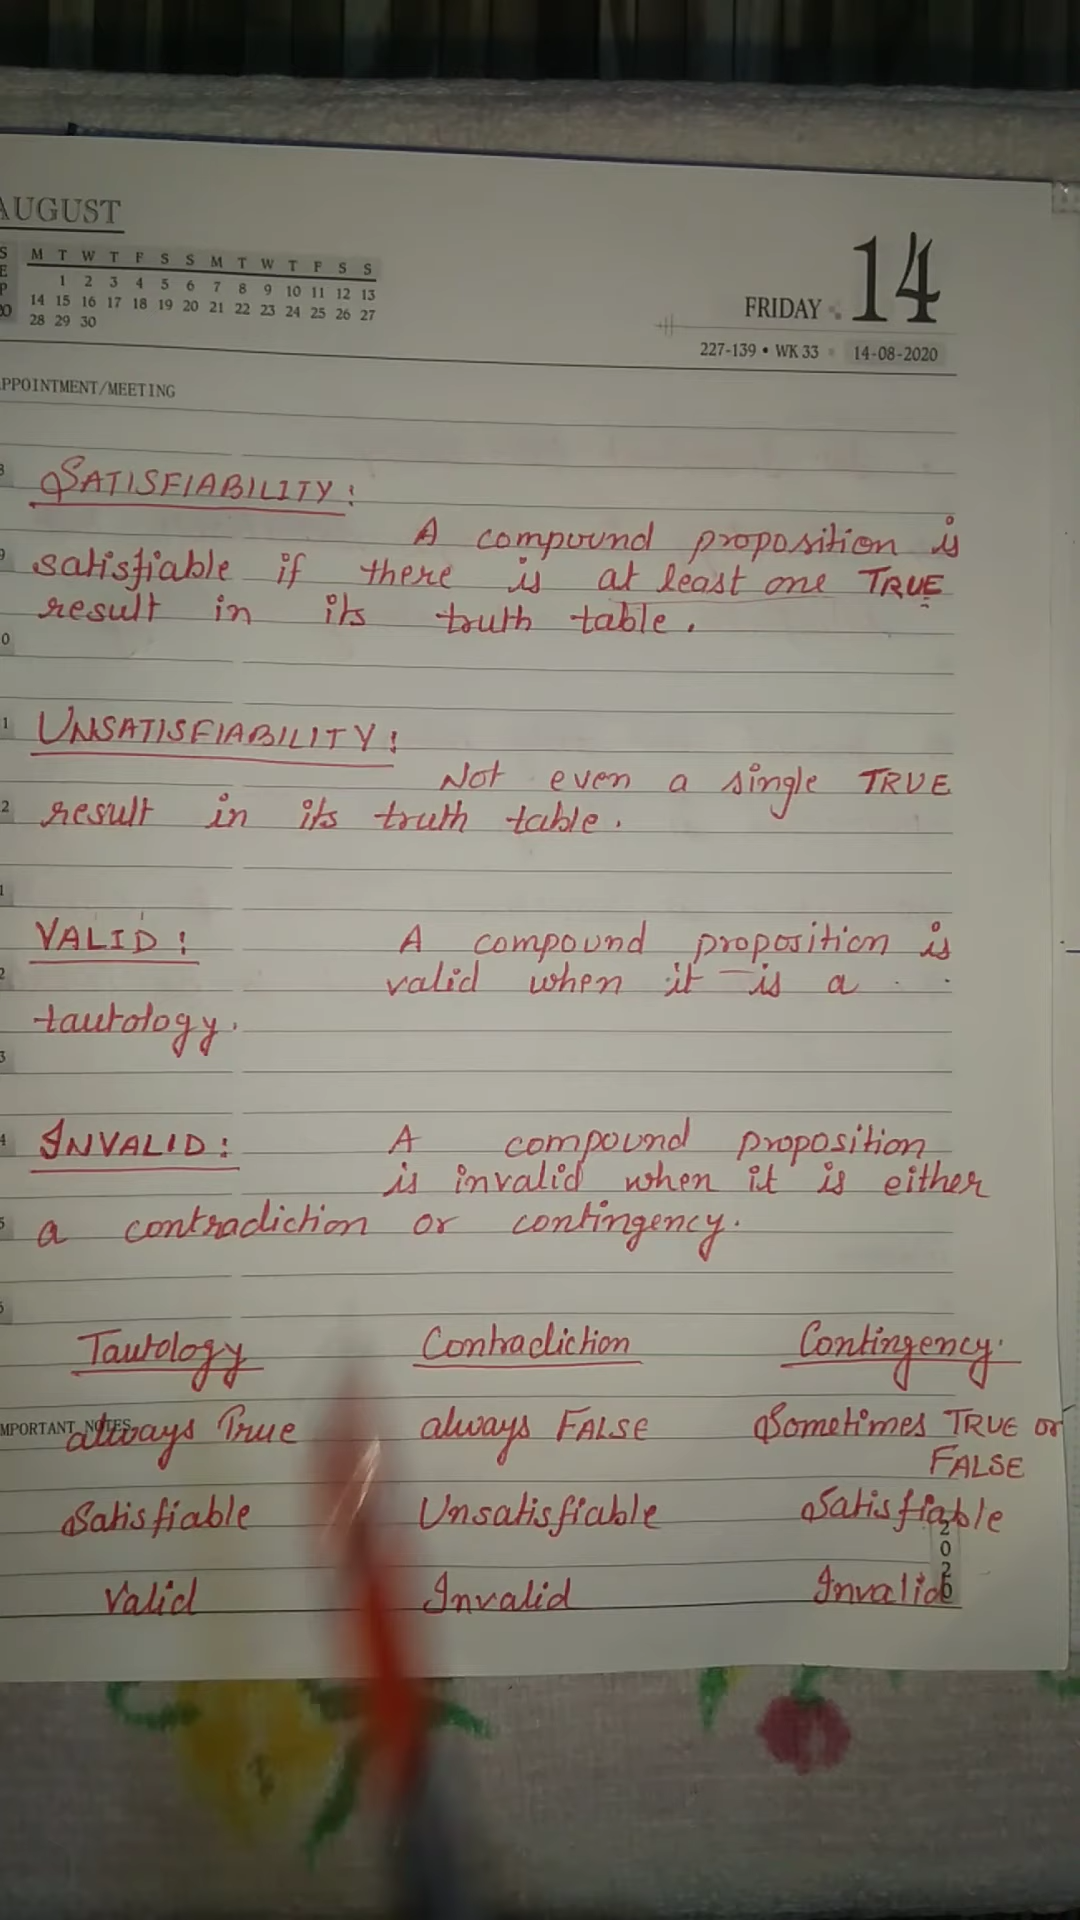 AUGUST
M T W T F S S M T W T F S S
1 2 3 4 5 6 7 8 9 10 11 12 13
14 15 16 17 18 19 20 21 22 23 24 25 26 27
28 29 30
14
FRIDAY
227-139 • WK 33 14-08-2020
PPOINTMENT/MEETING
SATISFIABILITY:
A compound proposition is
satisfiable if there is at least one TRUE
result in its truth table.
UNSATISFIABILITY:
Not even a single TRUE
result in its truth table.
VALID:
A compound proposition is
valid when it is a
tautology.
INVALID:
A compound proposition
is invalid when it is either
a contradiction or contingency.
Tautology Contradiction Contingency.
MPORTANT NOTES
always True always FALSE Sometimes TRUE or
FALSE
Satisfiable Unsatisfiable Satisfiable
Valid Invalid Invalid
2020